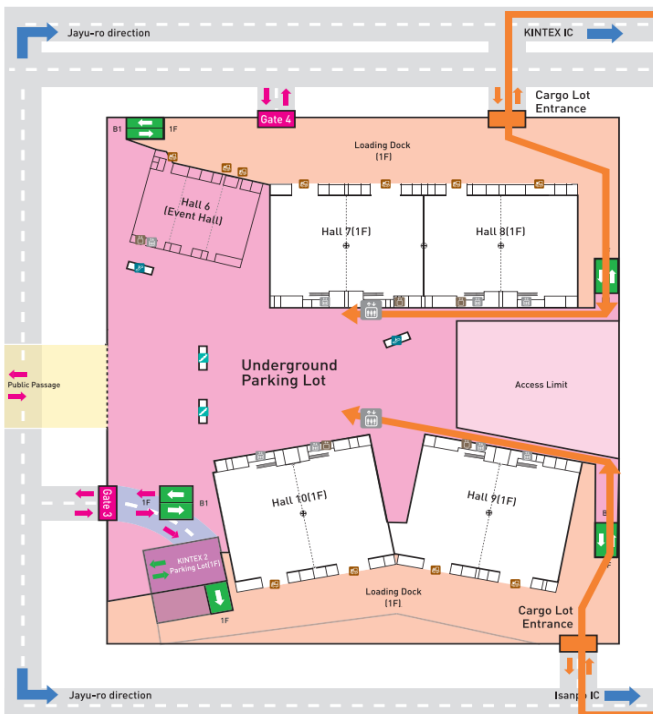 Jayu-ro direction
KINTEX IC
Cargo Lot
Entrance
Gate 4
B1
1F
Loading Dock
(1F)
Hall 6
(Event Hall)
Hall 7(1F)
Hall 8(1F)
Underground
Parking Lot
Access Limit
Public Passage
Hall 10(1F)
Hall 9(1F)
Gate 3
1F
B1
KINTEX 2
Parking Lot(1F)
1F
Loading Dock
(1F)
Cargo Lot
Entrance
Jayu-ro direction
Isanpo IC